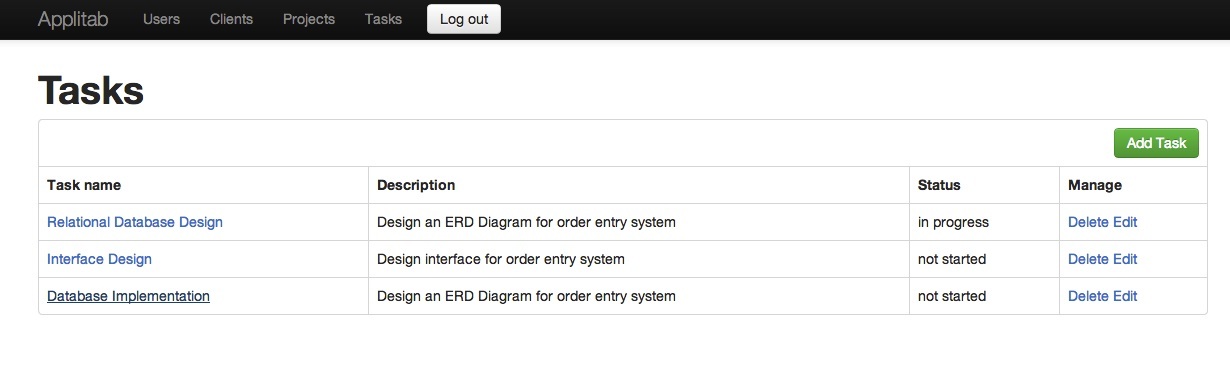 Applitab Users Clients Projects Tasks Log out
Tasks
Add Task
Task name Description Status Manage
Relational Database Design Design an ERD Diagram for order entry system in progress Delete Edit
Interface Design Design interface for order entry system not started Delete Edit
Database Implementation Design an ERD Diagram for order entry system not started Delete Edit